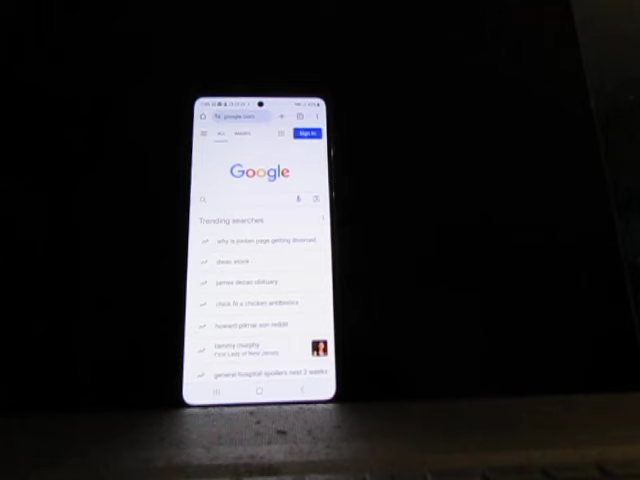 google.com
ALL IMAGES
Sign in
Google
Trending searches
why is jordan page getting divorced
dwac stock
james dezao obituary
chick fil a chicken antibiotics
howard pilmar son reddit
tammy murphy
First Lady of New Jersey
general hospital spoilers next 2 weeks